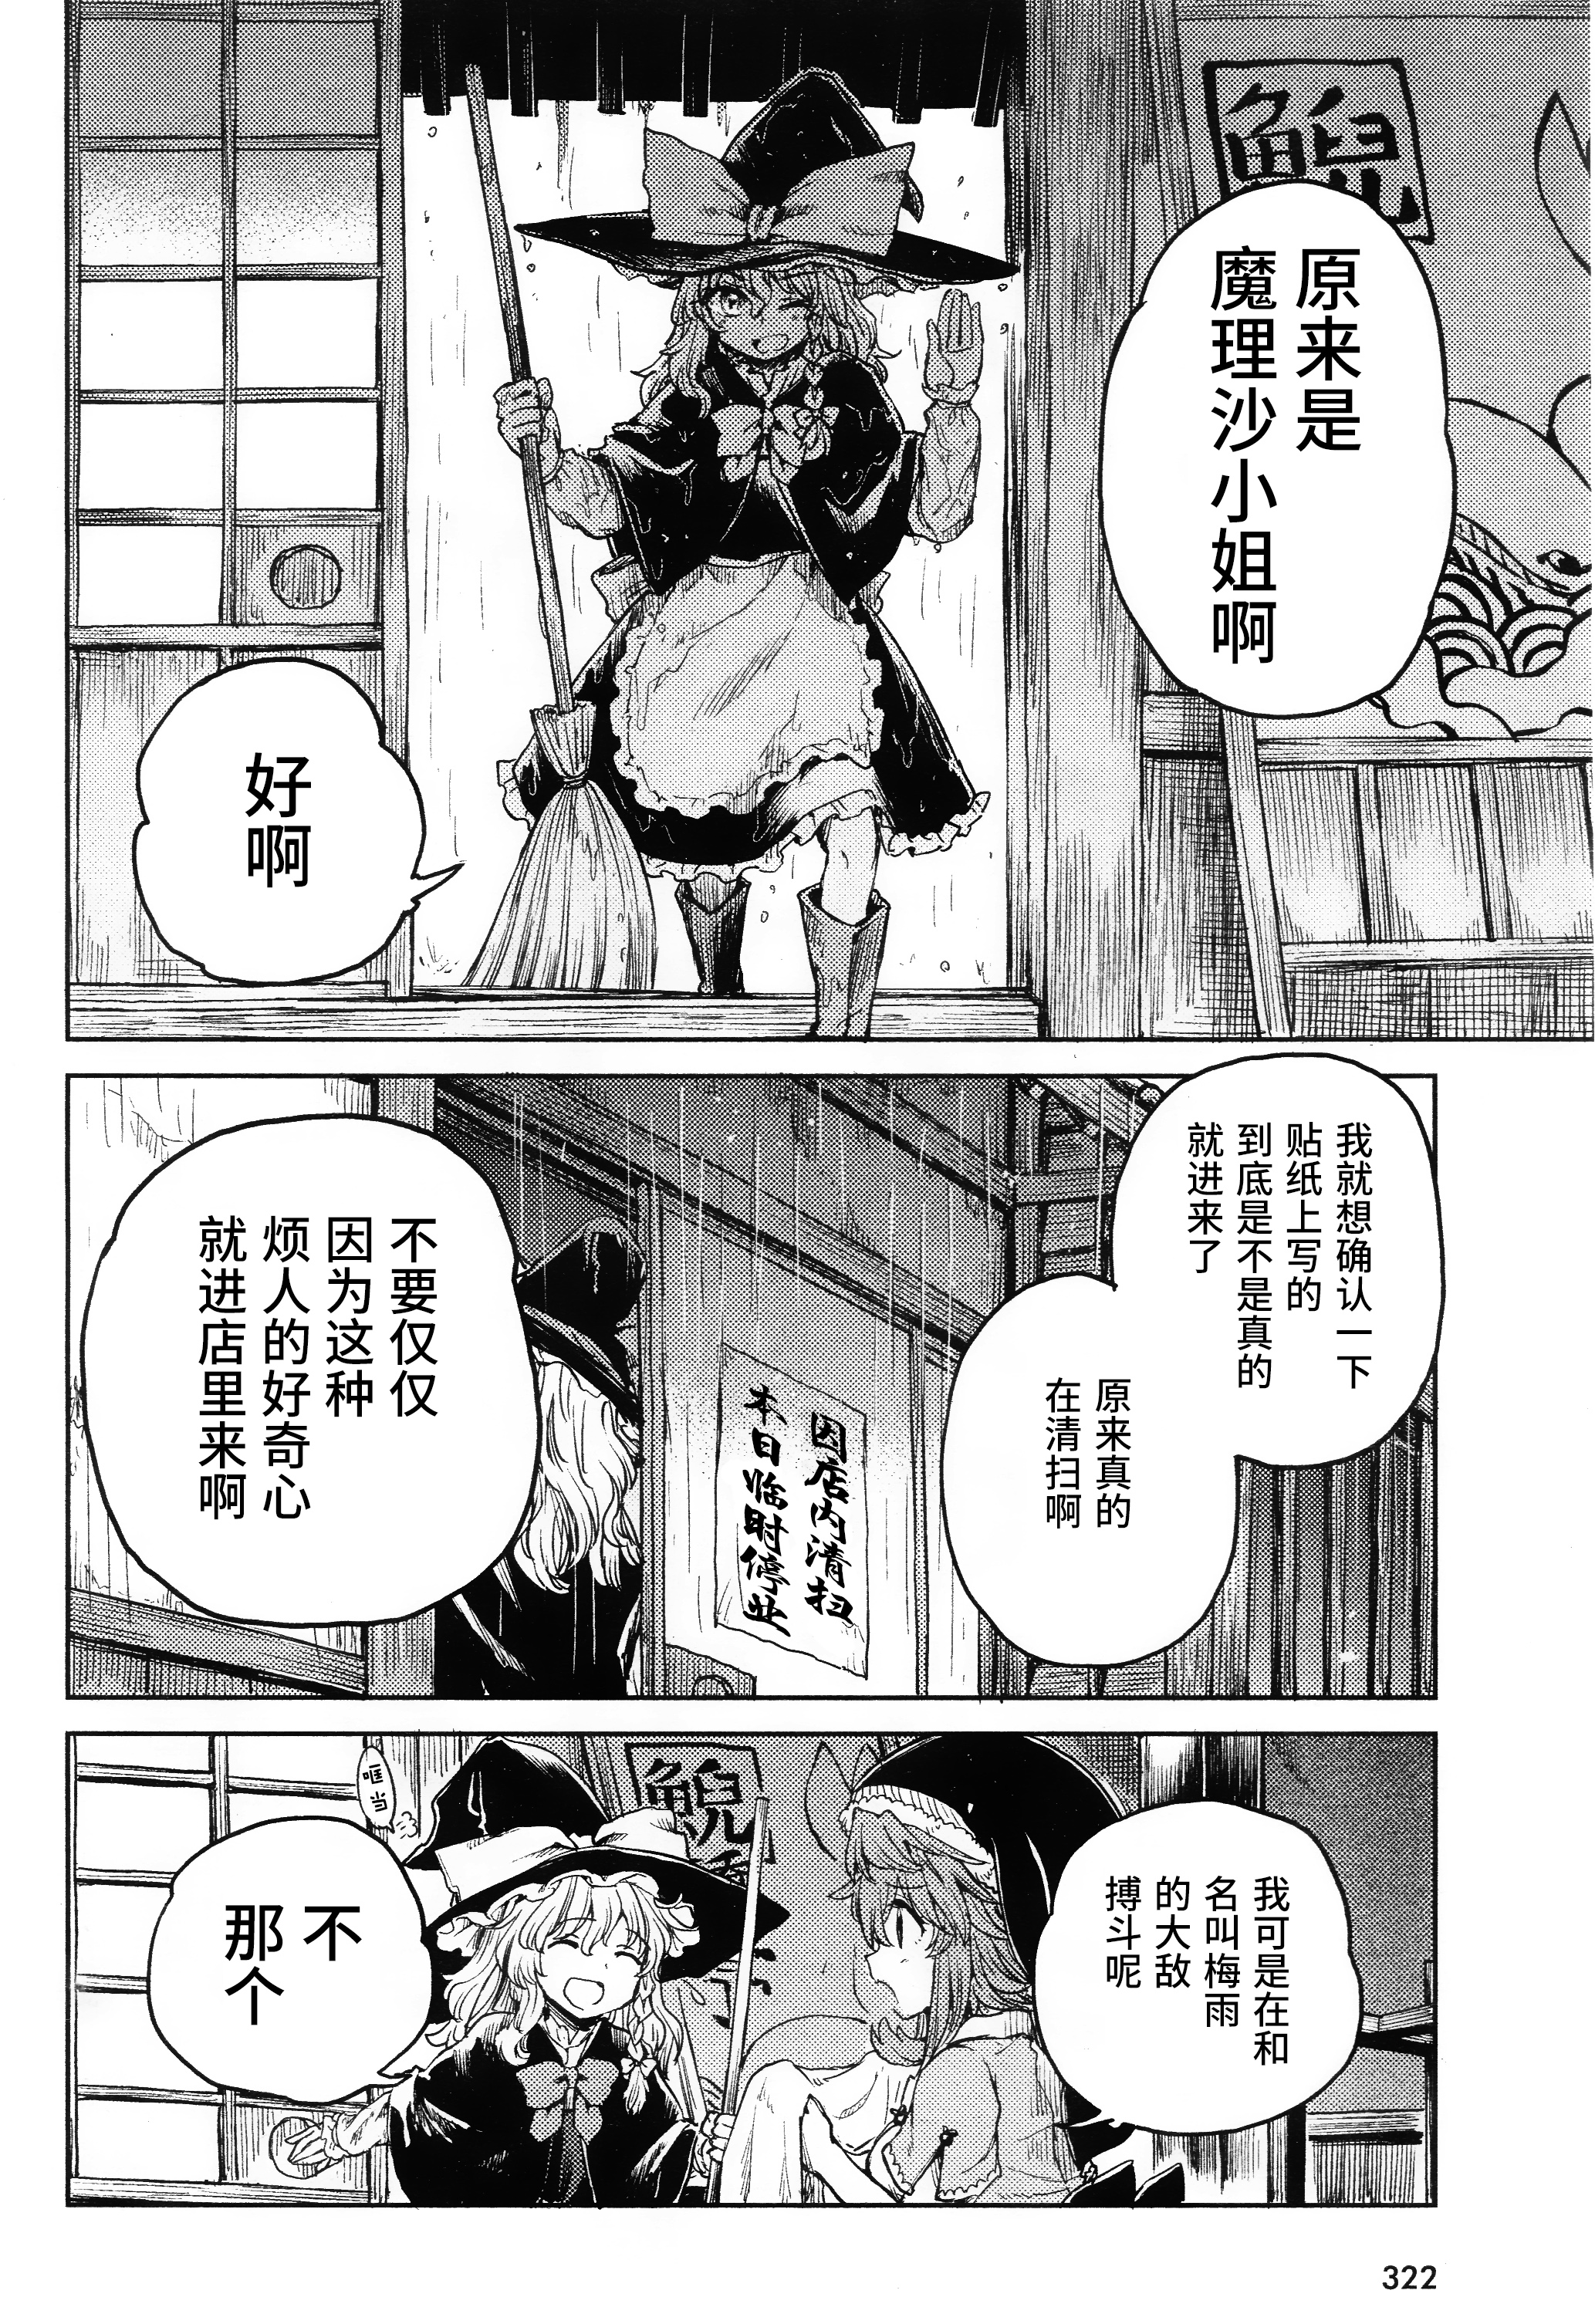 鯢
原来是
魔理沙小姐啊
好啊
我就想确认一下
贴纸上写的
到底是不是真的
就进来了
原来真的
在清扫啊
因店内清扫
本日临时停业
不要仅仅
因为这种
烦人的好奇心
就进店里来啊
我可是在和
名叫梅雨
的大敌
搏斗呢
鯢
哐当
不
那个
322